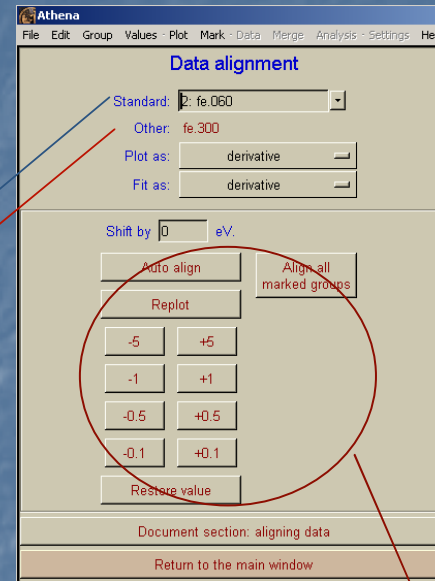 Athena
File Edit Group Values - Plot Mark - Data Merge Analysis - Settings He
Data alignment
Standard: 2: fe.060
Other: fe.300
Plot as: derivative
Fit as: derivative
Shift by 0 eV.
Auto align Align all
marked groups
Replot
-5 +5
-1 +1
-0.5 +0.5
-0.1 +0.1
Restore value
Document section: aligning data
Return to the main window